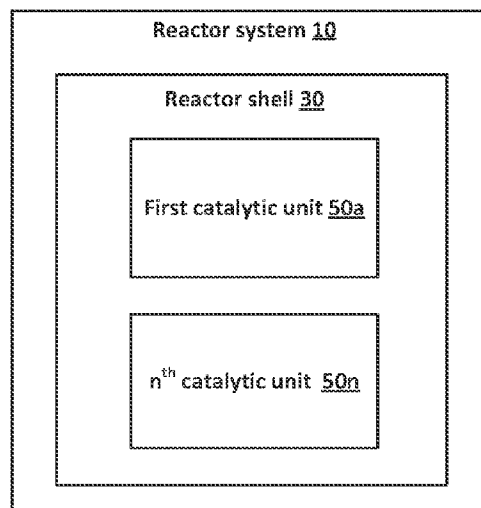 Reactor system 10
Reactor shell 30
First catalytic unit 50a
nth catalytic unit 50n